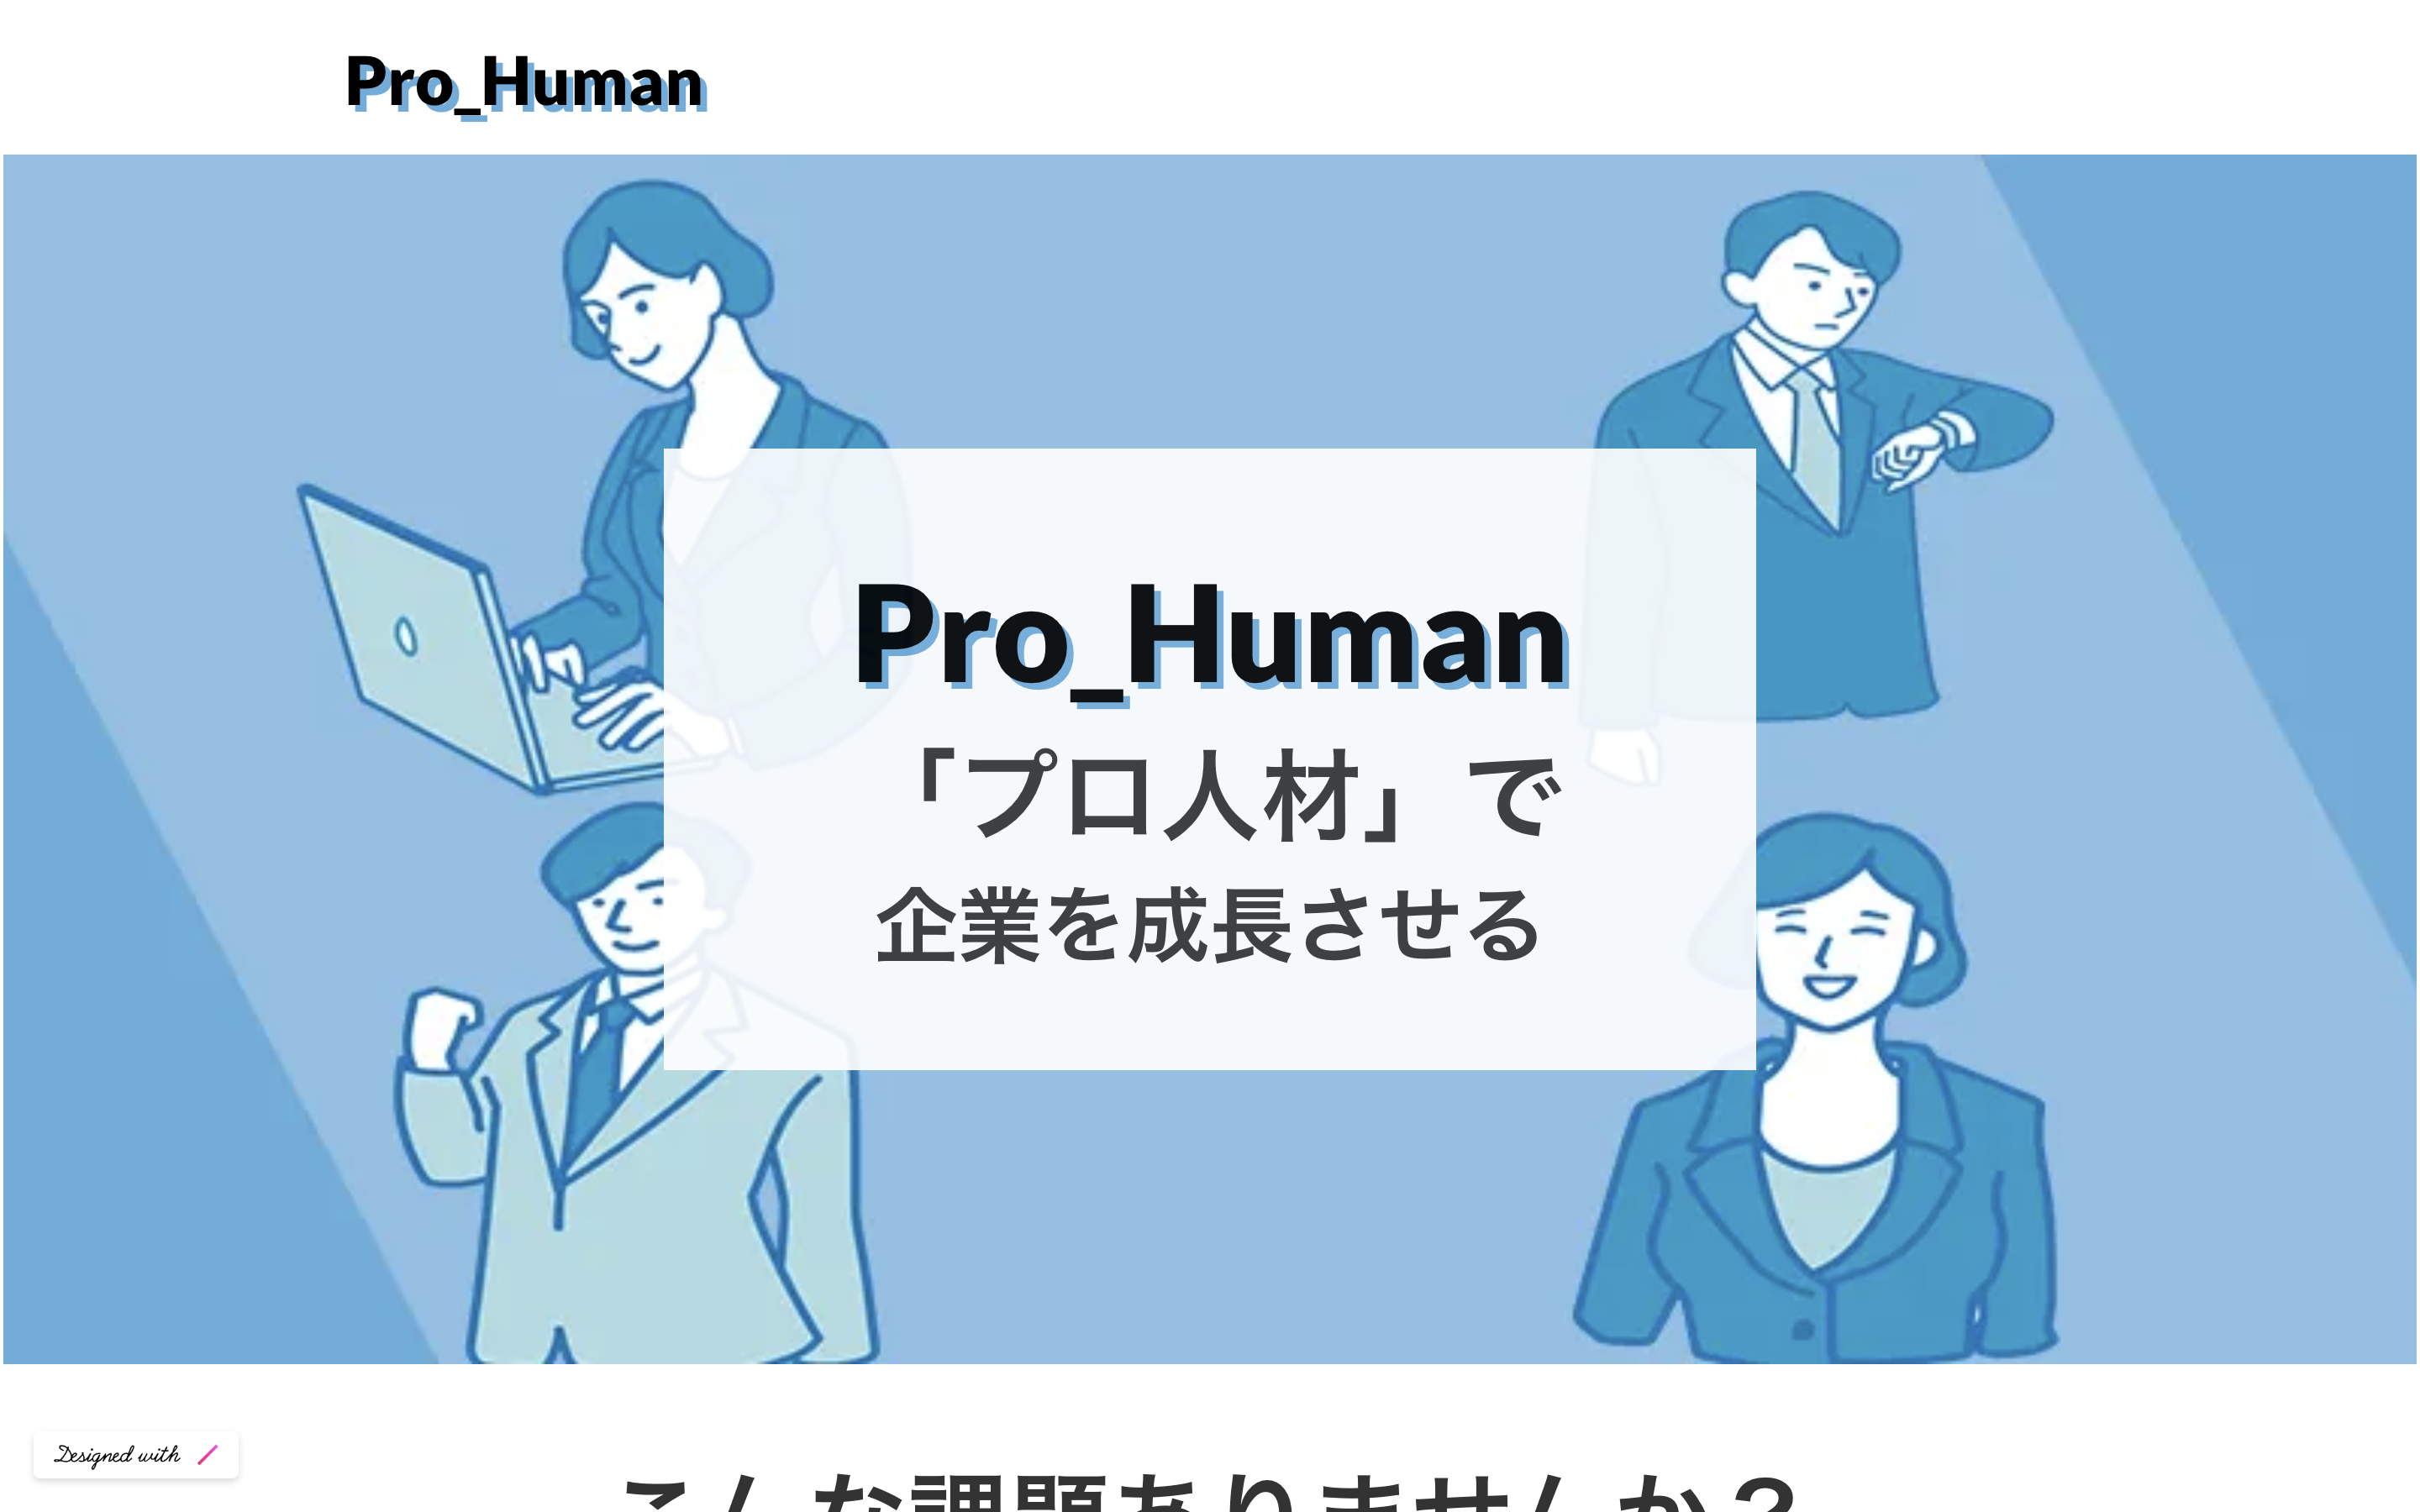 Pro_Human
Pro_Human
「プロ人材」で
企業を成長させる
Designed with
こんな課題ありませんか?